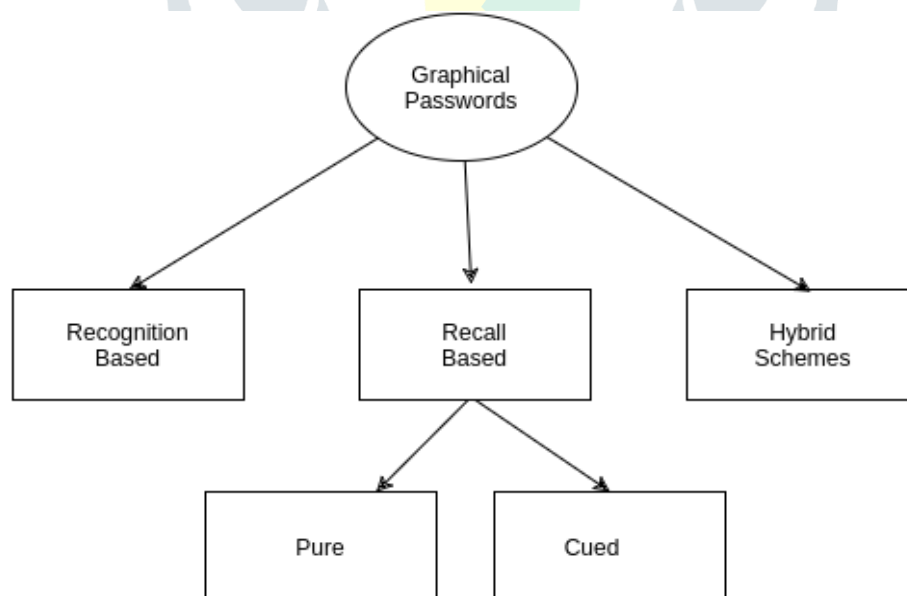 Graphical
Passwords
Recognition
Based
Recall
Based
Hybrid
Schemes
Pure
Cued